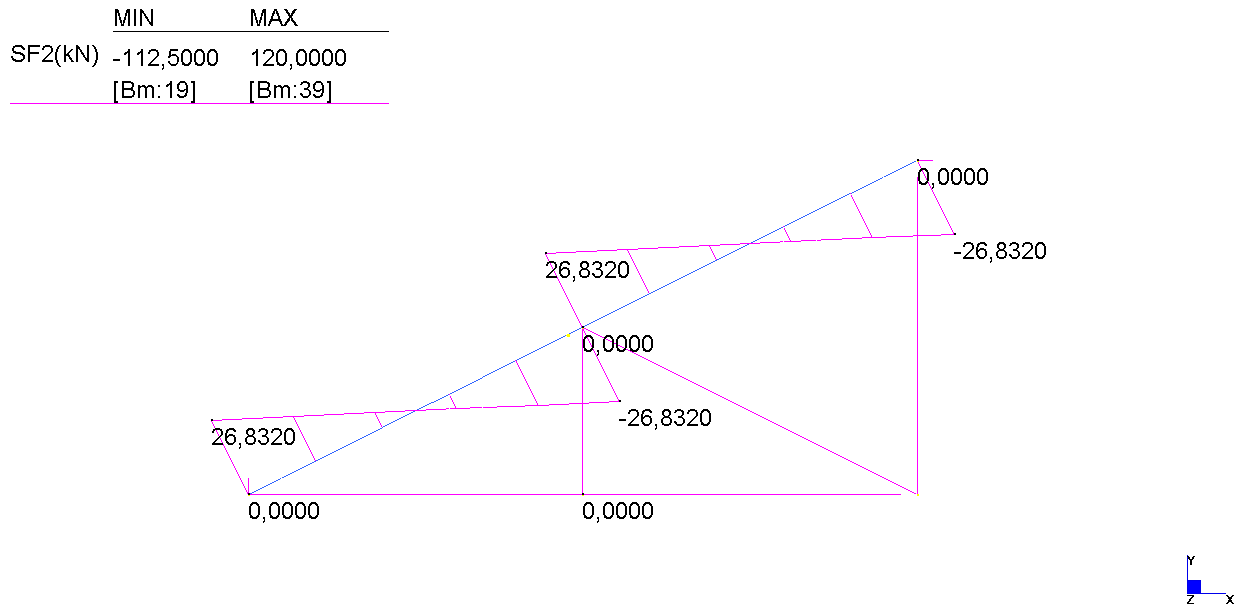 MIN MAX
SF2(kN) -112,5000 120,0000
[Bm:19] [Bm:39]
0,0000
-26,8320
26,8320
0,0000
-26,8320
26,8320
0,0000 0,0000
Y
Z X